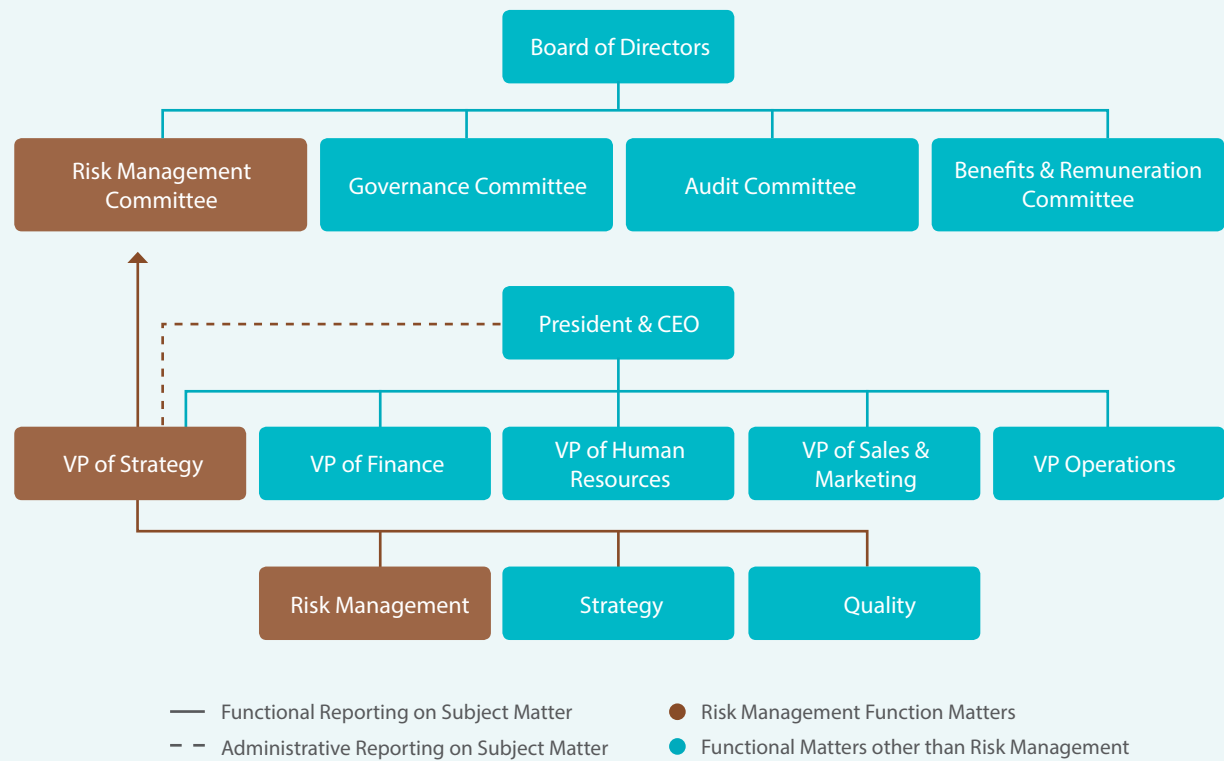 Board of Directors
Risk Management
Committee
Governance Committee
Audit Committee
Benefits & Remuneration
Committee
President & CEO
VP of Strategy
VP of Finance
VP of Human
Resources
VP of Sales &
Marketing
VP Operations
Risk Management
Strategy
Quality
Functional Reporting on Subject Matter
Risk Management Function Matters
Administrative Reporting on Subject Matter
Functional Matters other than Risk Management